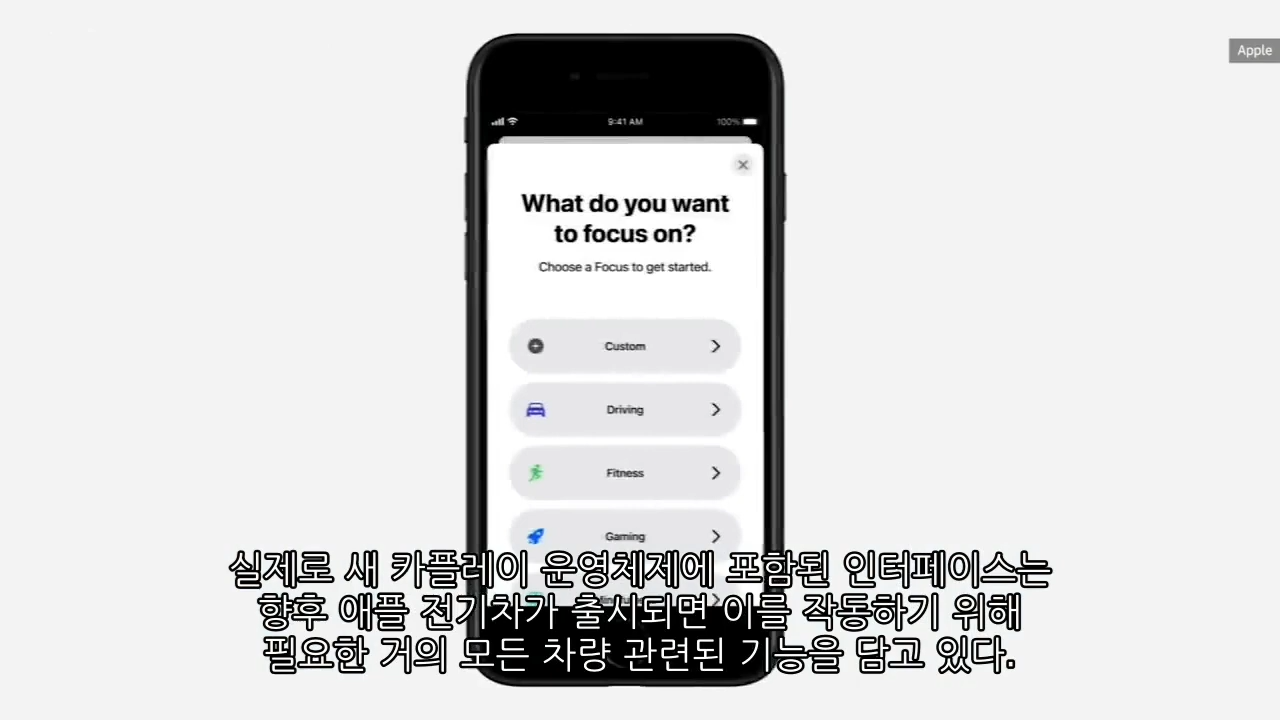 Apple
9:41 AM
100%
What do you want
to focus on?
Choose a Focus to get started.
Custom
Driving
Fitness
Gaming
실제로 새 카플레이 운영체제에 포함된 인터페이스는
향후 애플 전기차가 출시되면 이를 작동하기 위해
필요한 거의 모든 차량 관련된 기능을 담고 있다.